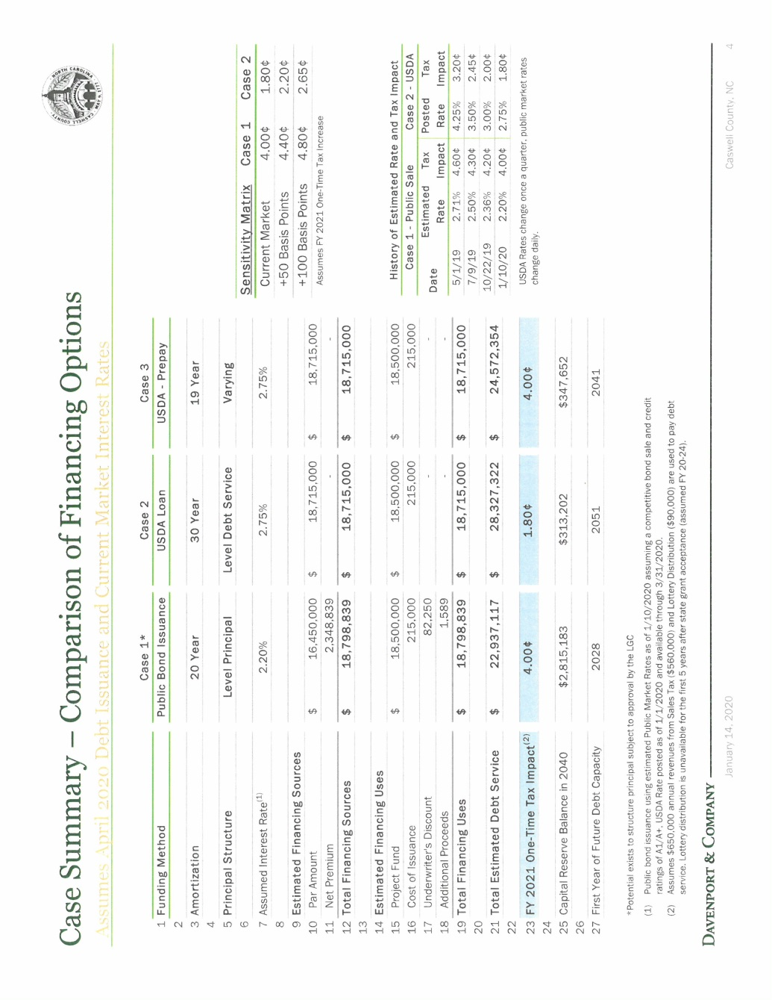 Case Summary – Comparison of Financing Options
Assumes April 2020 Debt Issuance and Current Market Interest Rates
NORTH CAROLINA
CASWELL COUNTY
MAY 9, 1777
Case 1* Case 2 Case 3
1 Funding Method Public Bond Issuance USDA Loan USDA - Prepay
2
3 Amortization 20 Year 30 Year 19 Year
4
5 Principal Structure Level Principal Level Debt Service Varying
6
7 Assumed Interest Rate(1) 2.20% 2.75% 2.75%
8
9 Estimated Financing Sources
10 Par Amount $ 16,450,000 $ 18,715,000 $ 18,715,000
11 Net Premium 2,348,839 - -
12 Total Financing Sources $ 18,798,839 $ 18,715,000 $ 18,715,000
13
14 Estimated Financing Uses
15 Project Fund $ 18,500,000 $ 18,500,000 $ 18,500,000
16 Cost of Issuance 215,000 215,000 215,000
17 Underwriter's Discount 82,250 - -
18 Additional Proceeds 1,589 - -
19 Total Financing Uses $ 18,798,839 $ 18,715,000 $ 18,715,000
20
21 Total Estimated Debt Service $ 22,937,117 $ 28,327,322 $ 24,572,354
22
23 FY 2021 One-Time Tax Impact(2) 4.00¢ 1.80¢ 4.00¢
24
25 Capital Reserve Balance in 2040 $2,815,183 $313,202 $347,652
26
27 First Year of Future Debt Capacity 2028 2051 2041
Sensitivity Matrix Case 1 Case 2
Current Market 4.00¢ 1.80¢
+50 Basis Points 4.40¢ 2.20¢
+100 Basis Points 4.80¢ 2.65¢
Assumes FY 2021 One-Time Tax Increase
History of Estimated Rate and Tax Impact
Case 1 - Public Sale Case 2 - USDA
Estimated Tax Posted Tax
Date Rate Impact Rate Impact
5/1/19 2.71% 4.60¢ 4.25% 3.20¢
7/9/19 2.50% 4.30¢ 3.50% 2.45¢
10/22/19 2.36% 4.20¢ 3.00% 2.00¢
1/10/20 2.20% 4.00¢ 2.75% 1.80¢
USDA Rates change once a quarter, public market rates
change daily.
*Potential exists to structure principal subject to approval by the LGC
(1) Public bond issuance using estimated Public Market Rates as of 1/10/2020 assuming a competitive bond sale and credit
ratings of A1/A+, USDA Rate posted as of 1/1/2020 and available through 3/31/2020.
(2) Assumes $650,000 annual revenues from Sales Tax ($560,000) and Lottery Distribution ($90,000) are used to pay debt
service. Lottery distribution is unavailable for the first 5 years after state grant acceptance (assumed FY 20-24).
DAVENPORT & COMPANY
January 14, 2020 Caswell County, NC 4